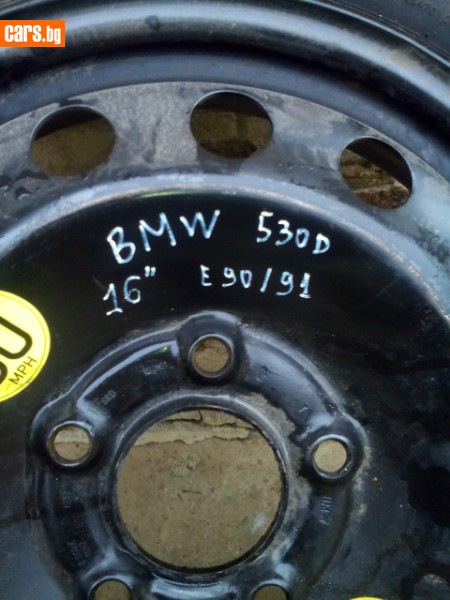 cars.bg
BMW 530D
16" E90/91
MPH